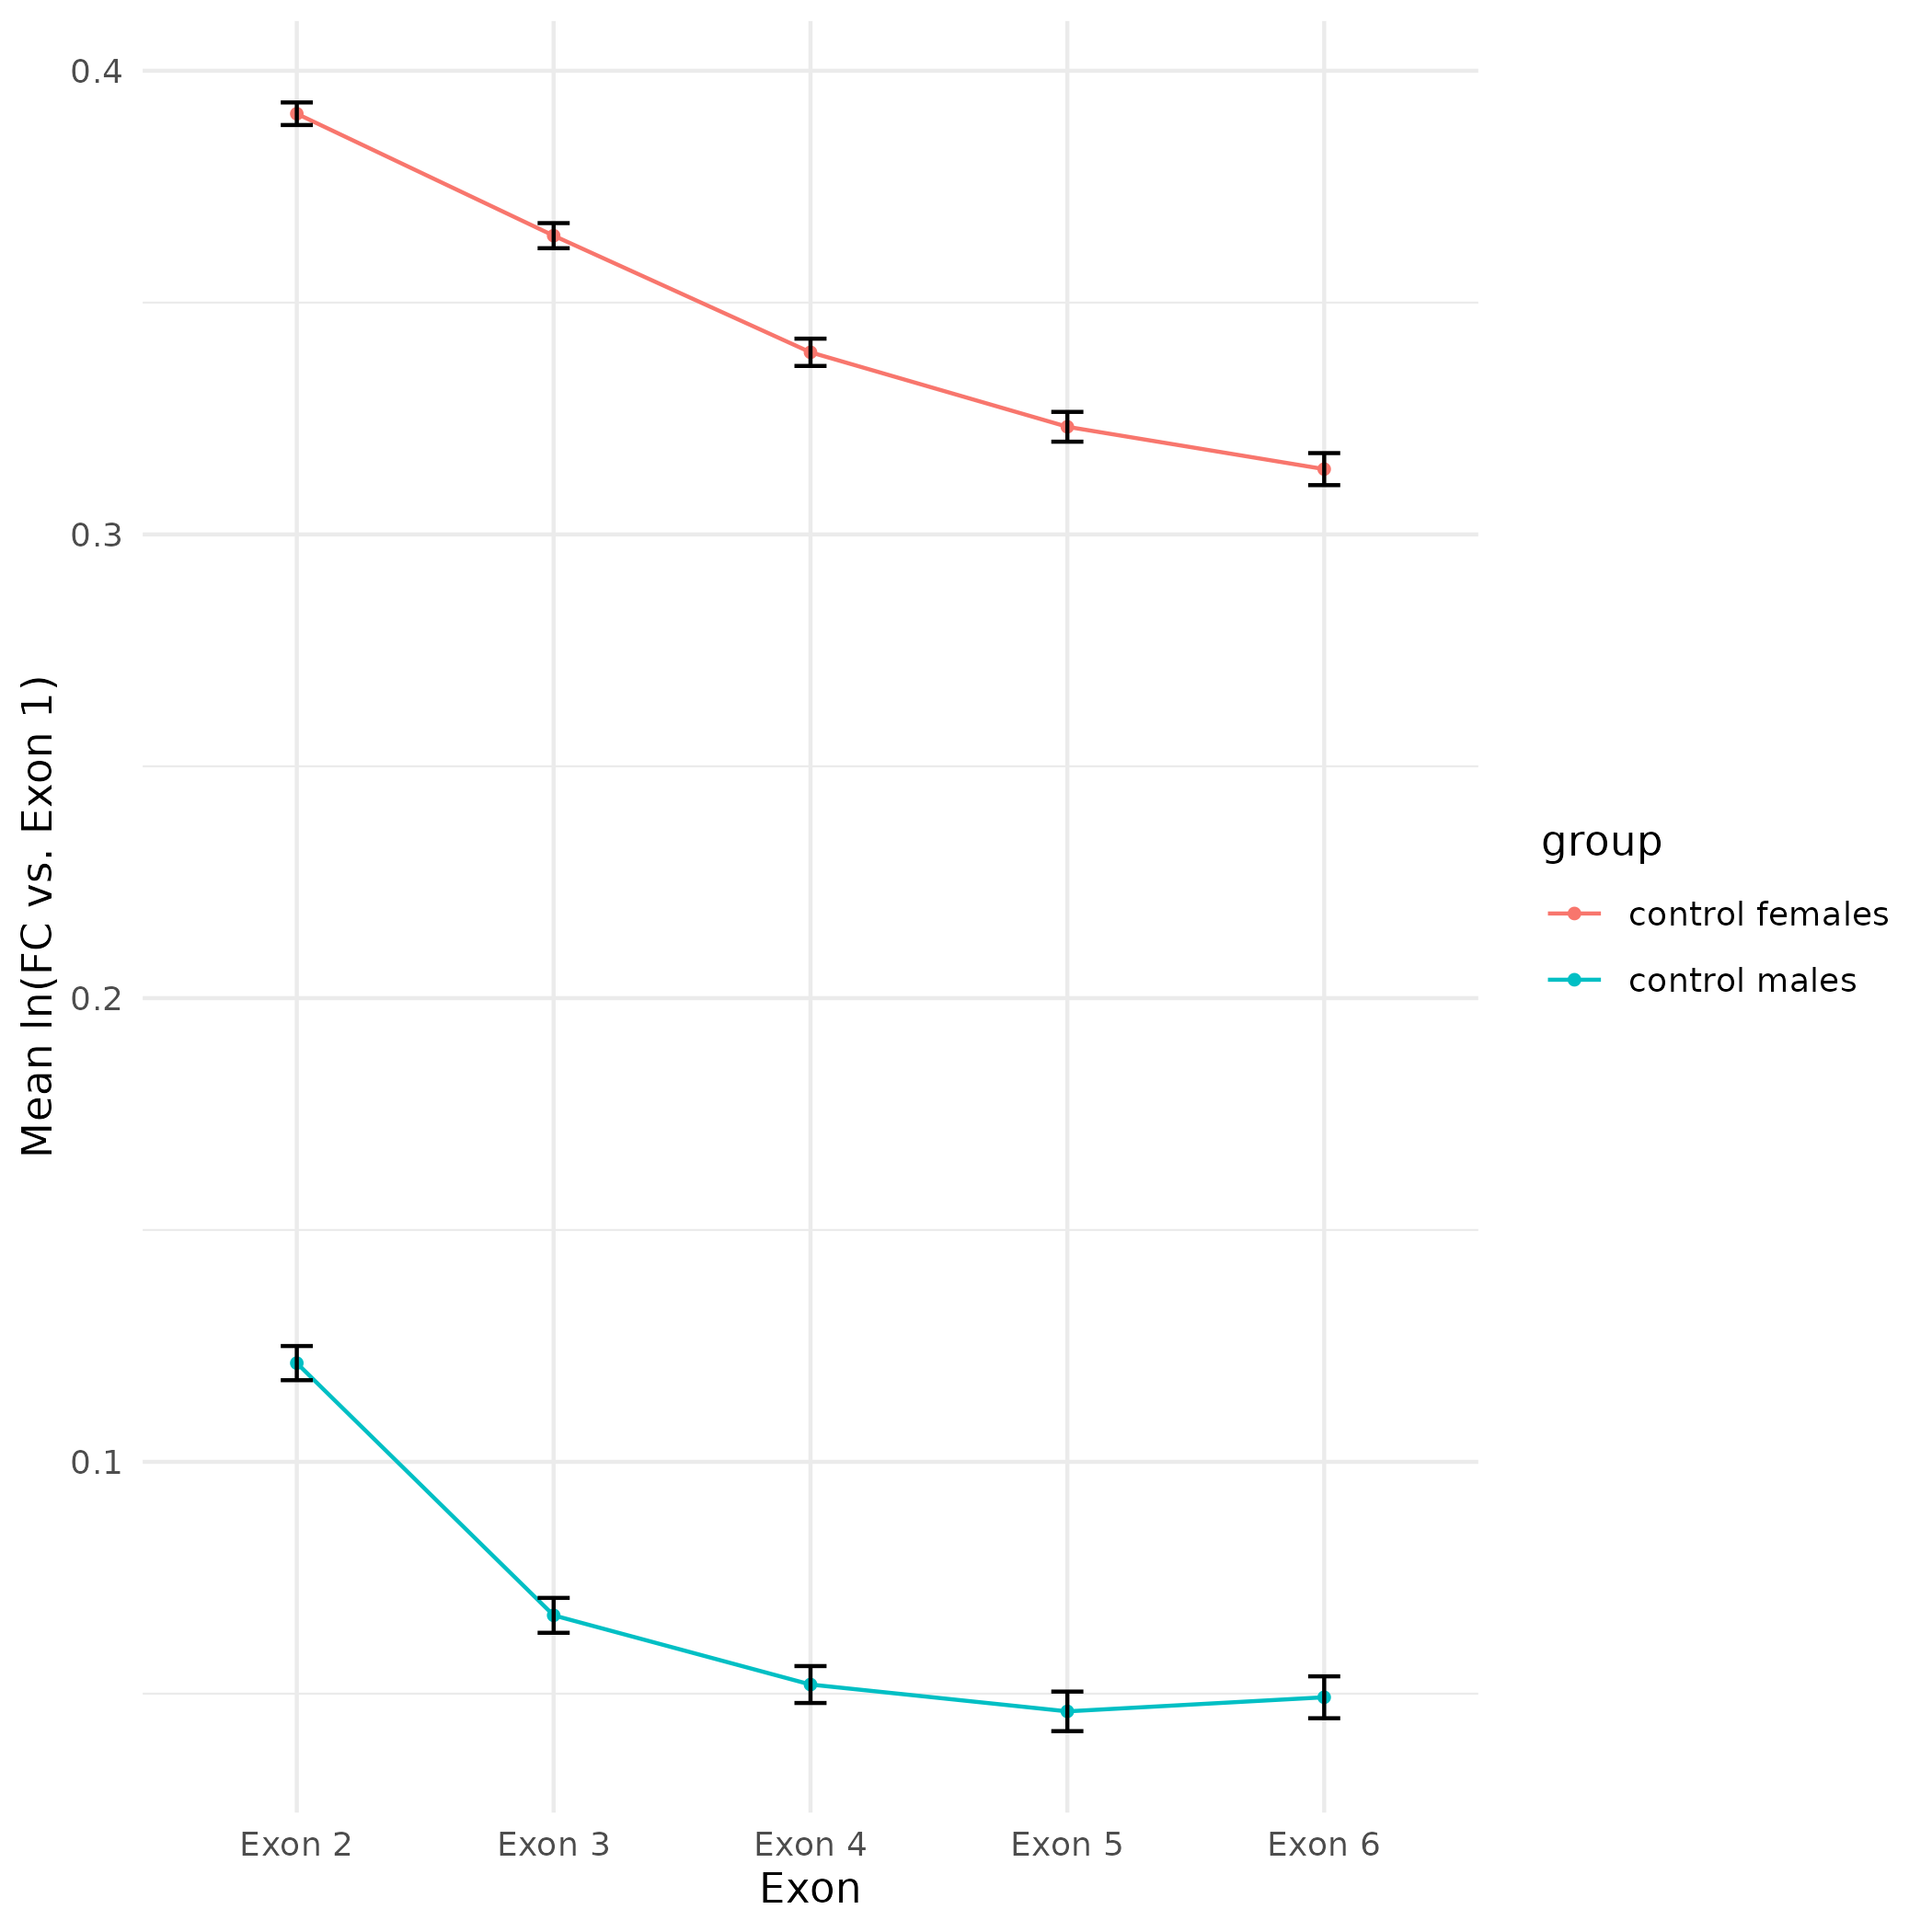 0.4
0.3
0.2
0.1
Mean ln(FC vs. Exon 1)
Exon 2 Exon 3 Exon 4 Exon 5 Exon 6
Exon
group
control females
control males